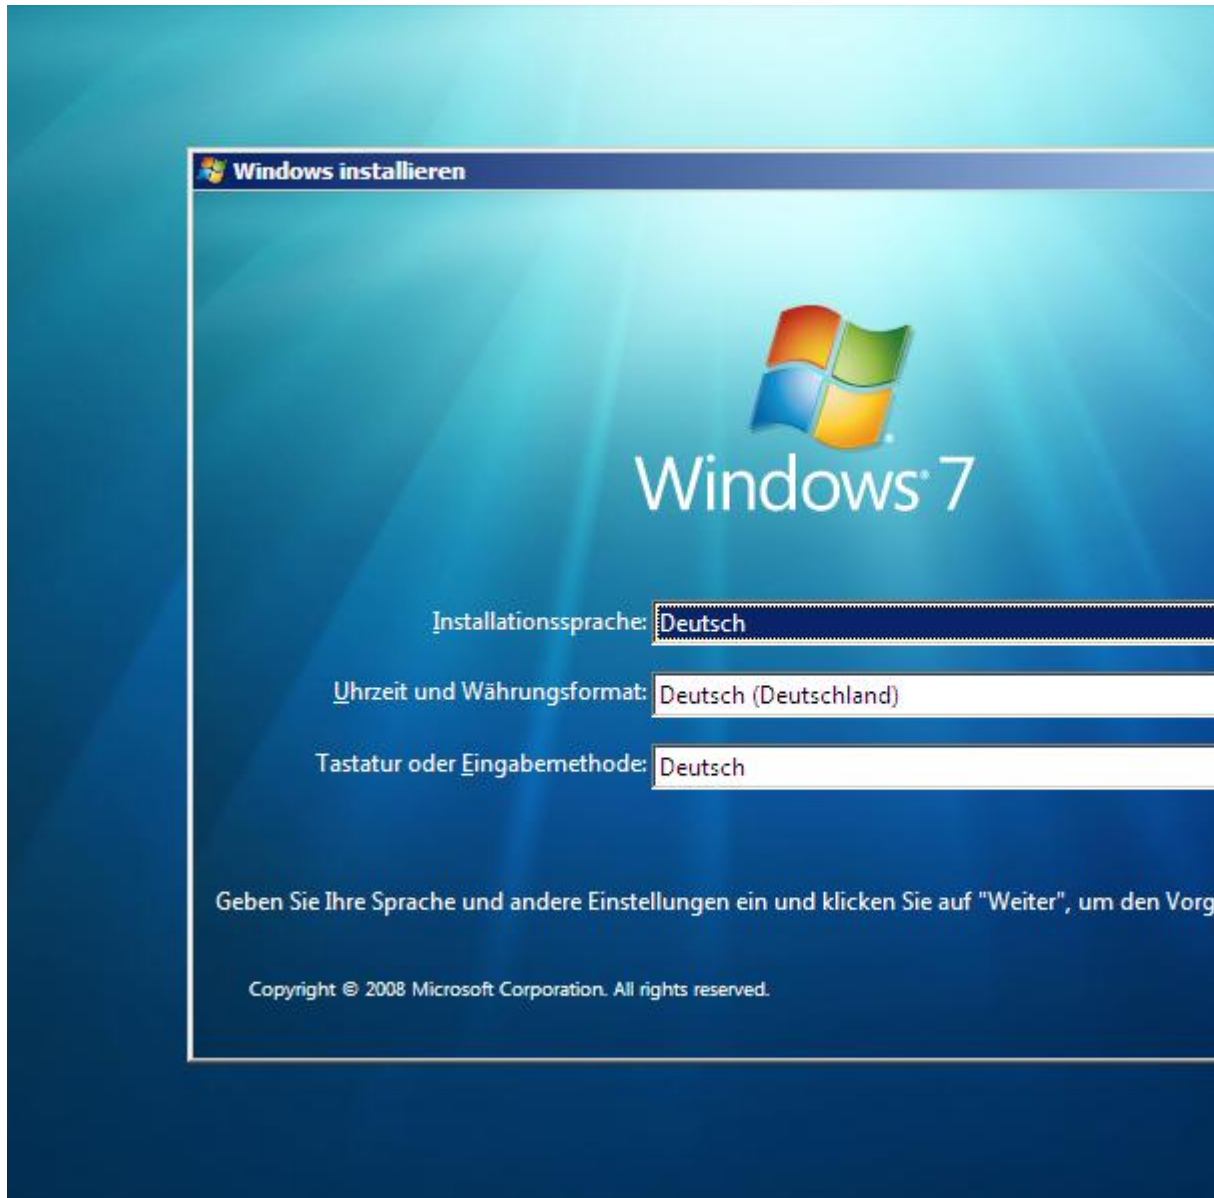 Windows installieren
Windows® 7
Installationssprache: Deutsch
Uhrzeit und Währungsformat: Deutsch (Deutschland)
Tastatur oder Eingabemethode: Deutsch
Geben Sie Ihre Sprache und andere Einstellungen ein und klicken Sie auf "Weiter", um den Vorg
Copyright © 2008 Microsoft Corporation. All rights reserved.